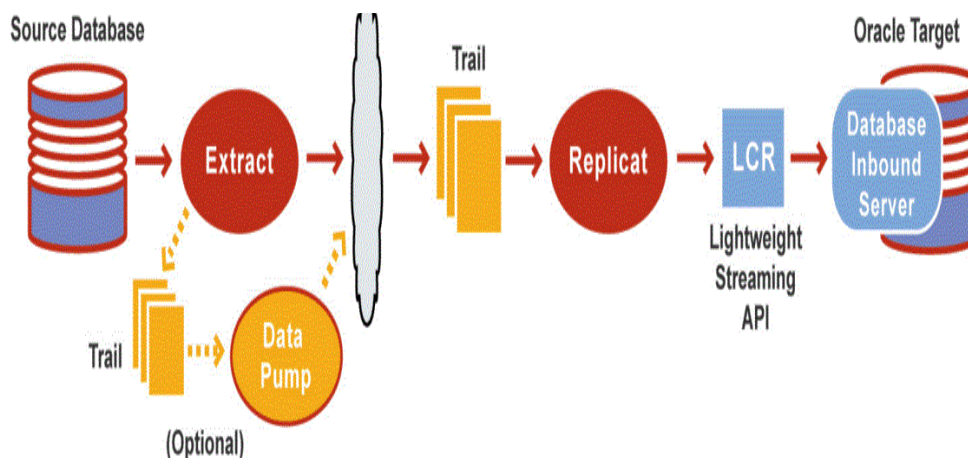 Source Database
Oracle Target
Trail
Extract
Replicat
LCR
Database
Inbound
Server
Lightweight
Streaming
API
Trail
Data
Pump
(Optional)